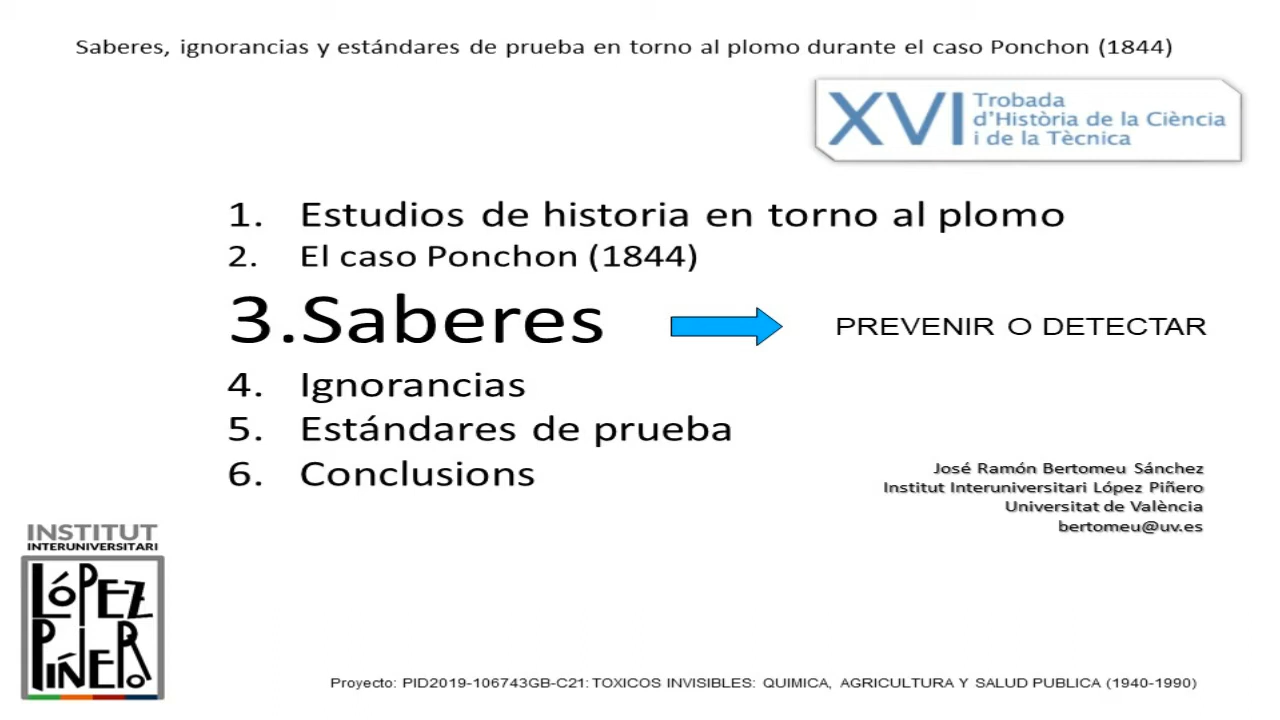 Saberes, ignorancias y estándares de prueba en torno al plomo durante el caso Ponchon (1844)
XVI Trobada
d'Història de la Ciència
i de la Tècnica
1. Estudios de historia en torno al plomo
2. El caso Ponchon (1844)
3.Saberes
PREVENIR O DETECTAR
4. Ignorancias
5. Estándares de prueba
6. Conclusions
José Ramón Bertomeu Sánchez
Institut Interuniversitari López Piñero
Universitat de València
bertomeu@uv.es
INSTITUT
INTERUNIVERSITARI
LÓPEZ
PIÑERO
Proyecto: PID2019-106743GB-C21: TOXICOS INVISIBLES: QUIMICA, AGRICULTURA Y SALUD PUBLICA (1940-1990)